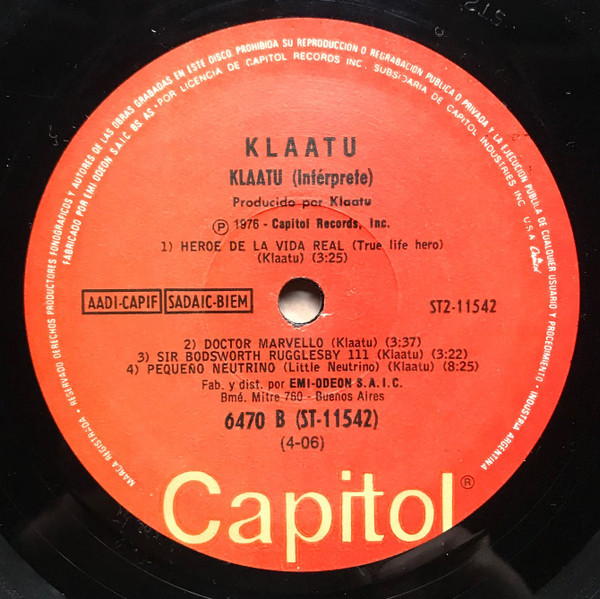 RESERVADO DERECHOS PRODUCTORES FONOGRAFICOS Y AUTORES DE LAS OBRAS GRABADAS EN ESTE DISCO. PROHIBIDA SU REPRODUCCION O REGRABACION PUBLICA O PRIVADA Y LA EJECUCION PUBLICA DE CUALQUIER USUARIO Y PROCEDIMIENTO · INDUSTRIA ARGENTINA
MARCA REGISTRADA · FABRICADO POR EMI ODEON S.A.I.C. BS. AS. · POR LICENCIA DE CAPITOL RECORDS INC. SUBSIDARIA DE CAPITOL INDUSTRIES INC. U.S.A. Capitol
KLAATU
KLAATU (intérprete)
Producido por Klaatu
Ⓟ 1976 - Capitol Records, Inc.
1) HEROE DE LA VIDA REAL (True life hero)
(Klaatu) (3:25)
AADI-CAPIF SADAIC-BIEM
ST2-11542
2) DOCTOR MARVELLO (Klaatu) (3:37)
3) SIR BODSWORTH RUGGLESBY 111 (Klaatu) (3:22)
4) PEQUEÑO NEUTRINO (Little Neutrino) (Klaatu) (8:25)
Fab. y dist. por EMI-ODEON S.A.I.C.
Bmé. Mitre 760 - Buenos Aires
6470 B (ST-11542)
(4-06)
Capitol®